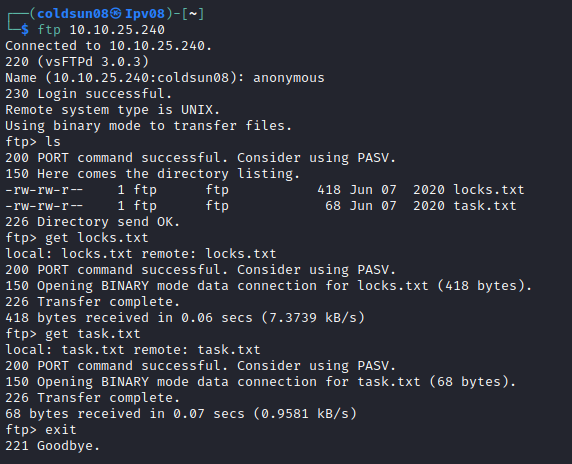 ┌──(coldsun08㉿Ipv08)-[~]
└─$ ftp 10.10.25.240
Connected to 10.10.25.240.
220 (vsFTPd 3.0.3)
Name (10.10.25.240:coldsun08): anonymous
230 Login successful.
Remote system type is UNIX.
Using binary mode to transfer files.
ftp> ls
200 PORT command successful. Consider using PASV.
150 Here comes the directory listing.
-rw-rw-r-- 1 ftp ftp 418 Jun 07 2020 locks.txt
-rw-rw-r-- 1 ftp ftp 68 Jun 07 2020 task.txt
226 Directory send OK.
ftp> get locks.txt
local: locks.txt remote: locks.txt
200 PORT command successful. Consider using PASV.
150 Opening BINARY mode data connection for locks.txt (418 bytes).
226 Transfer complete.
418 bytes received in 0.06 secs (7.3739 kB/s)
ftp> get task.txt
local: task.txt remote: task.txt
200 PORT command successful. Consider using PASV.
150 Opening BINARY mode data connection for task.txt (68 bytes).
226 Transfer complete.
68 bytes received in 0.07 secs (0.9581 kB/s)
ftp> exit
221 Goodbye.